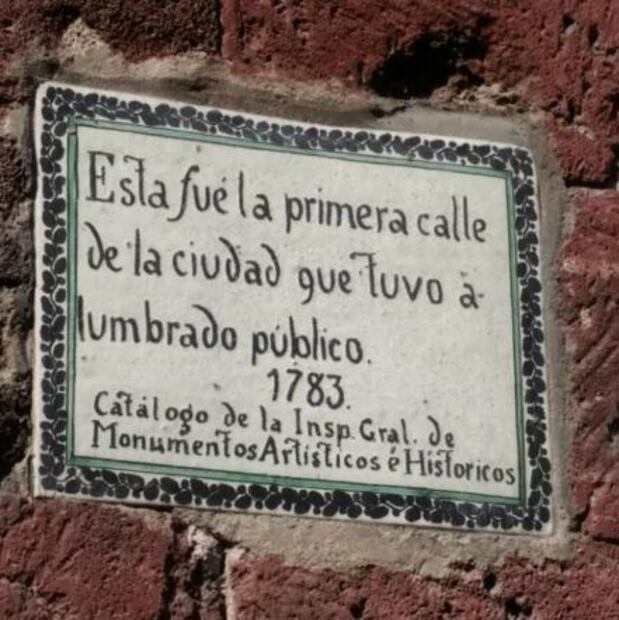 Esta fué la primera calle
de la ciudad que tuvo a-
lumbrado público.
1783.
Catálogo de la Insp. Gral. de
Monumentos Artísticos é Históricos